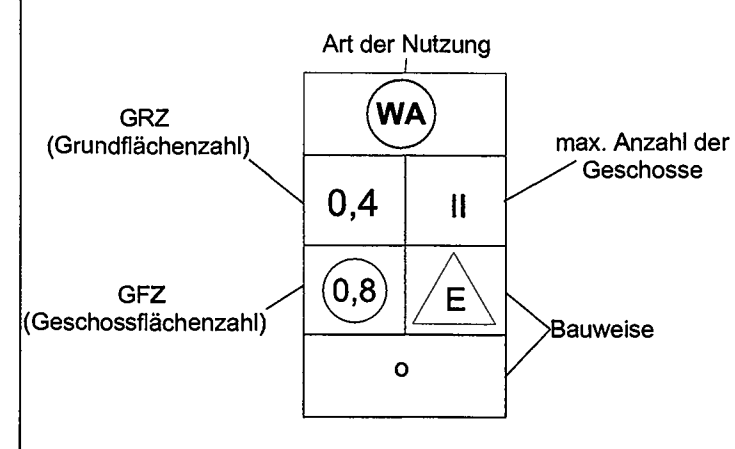 Art der Nutzung
WA
GRZ
(Grundflächenzahl)
max. Anzahl der
Geschosse
0,4
II
GFZ
(Geschossflächenzahl)
0,8
E
Bauweise
o